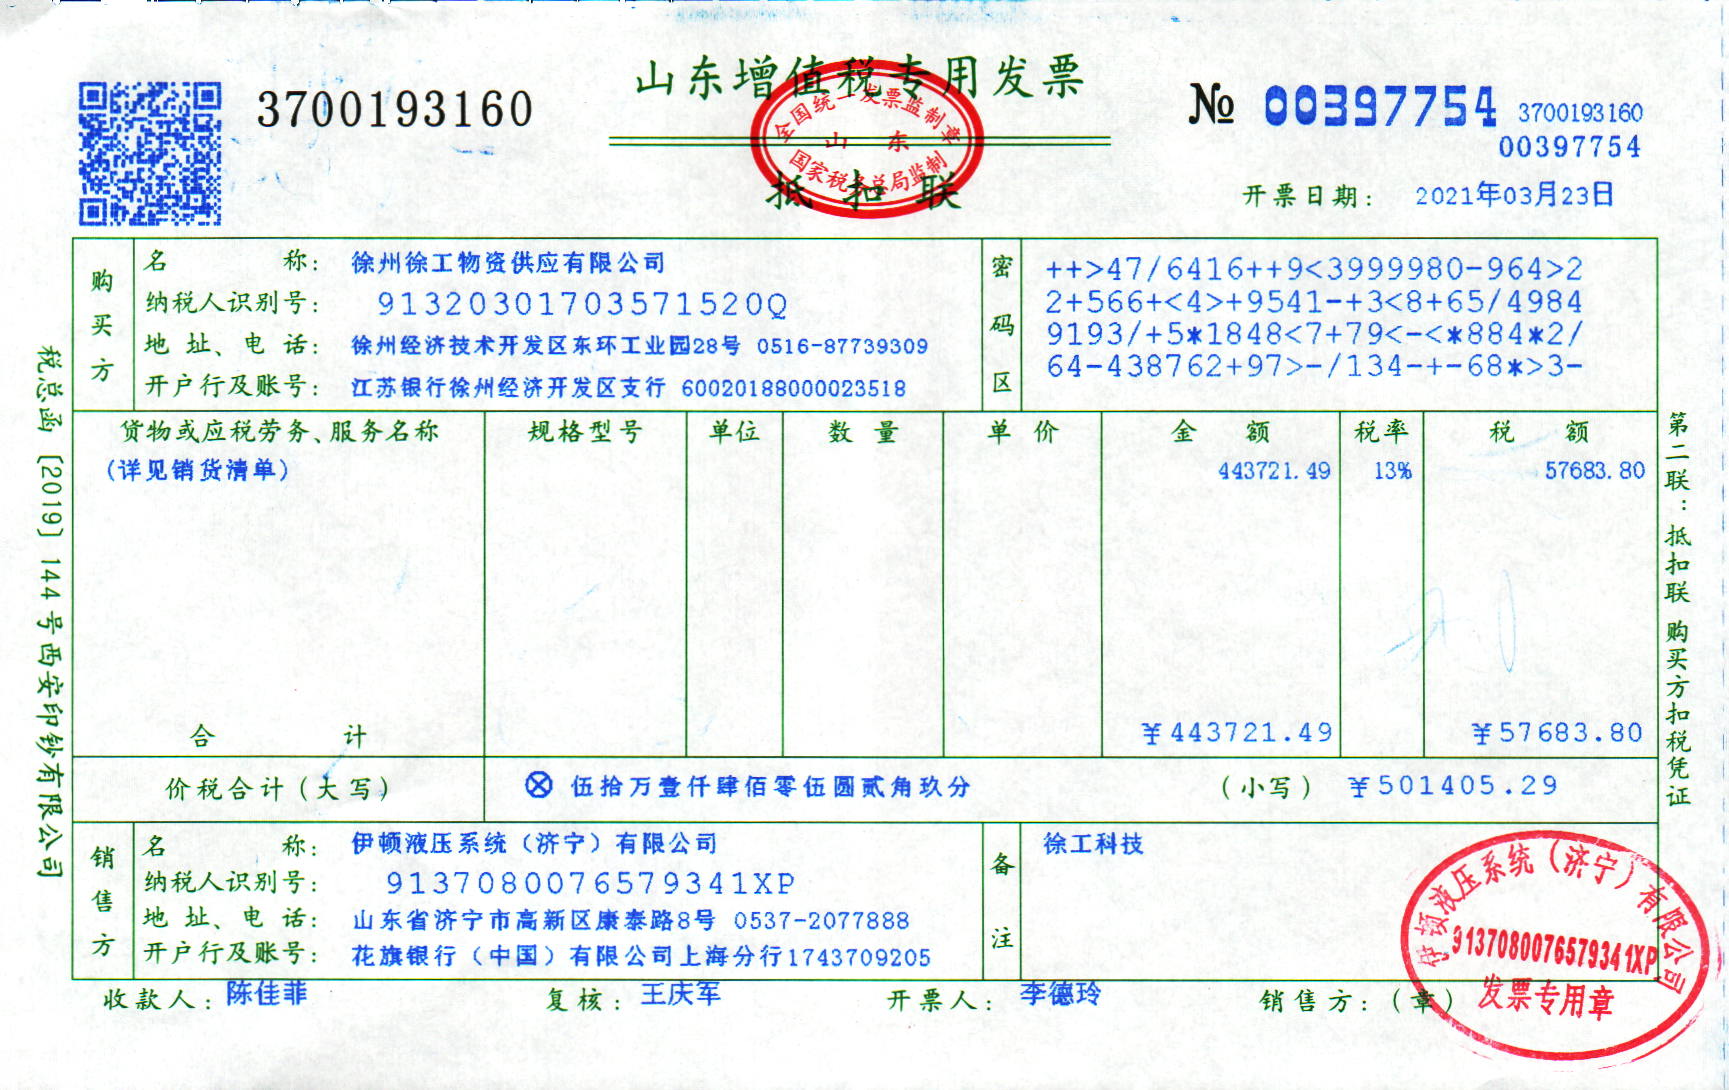 山东增值税专用发票
3700193160
№ 00397754 3700193160
00397754
全国统一发票监制章
山 东
国家税务总局监制
抵 扣 联
开票日期: 2021年03月23日
购买方
名 称: 徐州徐工物资供应有限公司
纳税人识别号: 91320301703571520Q
地 址、电 话: 徐州经济技术开发区东环工业园28号 0516-87739309
开户行及账号: 江苏银行徐州经济开发区支行 60020188000023518
密码区
++>47/6416++9<3999980-964>2
2+566+<4>+9541-+3<8+65/4984
9193/+5*1848<7+79<-<*884*2/
64-438762+97>-/134-+-68*>3-
货物或应税劳务、服务名称 规格型号 单位 数 量 单 价 金 额 税率 税 额
(详见销货清单) 443721.49 13% 57683.80
合 计 ¥443721.49 ¥57683.80
价税合计(大写) ⊗ 伍拾万壹仟肆佰零伍圆贰角玖分 (小写) ¥501405.29
销售方
名 称: 伊顿液压系统(济宁)有限公司
纳税人识别号: 9137080076579341XP
地 址、电 话: 山东省济宁市高新区康泰路8号 0537-2077888
开户行及账号: 花旗银行(中国)有限公司上海分行1743709205
备注
徐工科技
收款人: 陈佳菲 复核: 王庆军 开票人: 李德玲 销售方:(章)
伊顿液压系统(济宁)有限公司
9137080076579341XP
发票专用章
税总函〔2019〕144号西安印钞有限公司
第二联:抵扣联 购买方扣税凭证